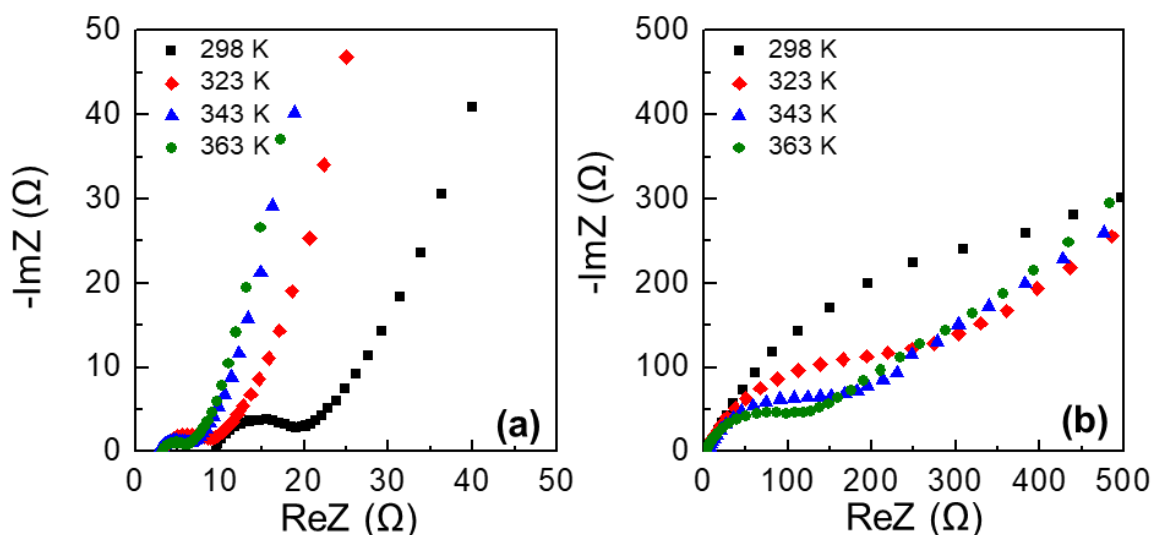 50
40
30
20
10
0
-ImZ (Ω)
298 K
323 K
343 K
363 K
(a)
0 10 20 30 40 50
ReZ (Ω)
500
400
300
200
100
0
-ImZ (Ω)
298 K
323 K
343 K
363 K
(b)
0 100 200 300 400 500
ReZ (Ω)